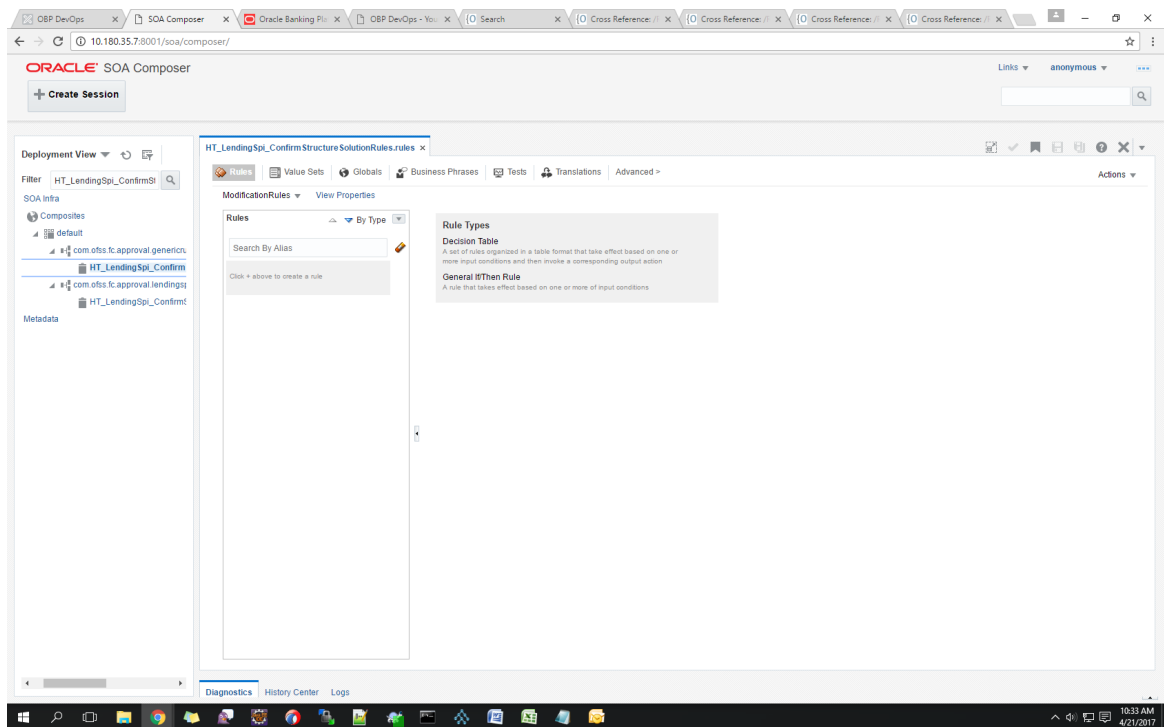 OBP DevOps
SOA Composer
Oracle Banking Pla
OBP DevOps - You
Search
Cross Reference: /
Cross Reference: /
Cross Reference: /
Cross Reference: /
10.180.35.7:8001/soa/composer/
ORACLE SOA Composer
Links
anonymous
Create Session
Deployment View
Filter
HT_LendingSpi_ConfirmSt
SOA Infra
Composites
default
com.ofss.fc.approval.genericru
HT_LendingSpi_Confirm
com.ofss.fc.approval.lendingsp
HT_LendingSpi_ConfirmS
Metadata
HT_LendingSpi_ConfirmStructureSolutionRules.rules
Rules
Value Sets
Globals
Business Phrases
Tests
Translations
Advanced >
Actions
ModificationRules
View Properties
Rules
By Type
Search By Alias
Click + above to create a rule
Rule Types
Decision Table
A set of rules organized in a table format that take effect based on one or
more input conditions and then invoke a corresponding output action
General If/Then Rule
A rule that takes effect based on one or more of input conditions
Diagnostics
History Center
Logs
10:33 AM
4/21/2017